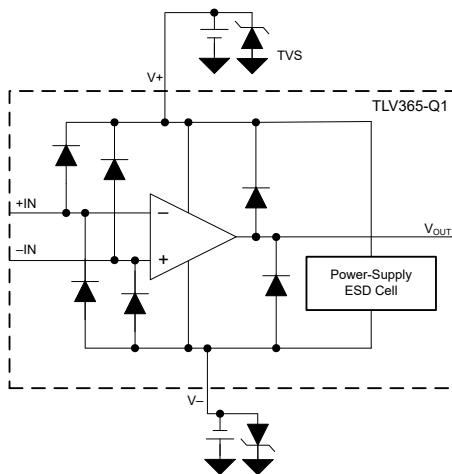 TVS
V+
TLV365-Q1
+IN
–
VOUT
–IN
+
Power-Supply
ESD Cell
V–